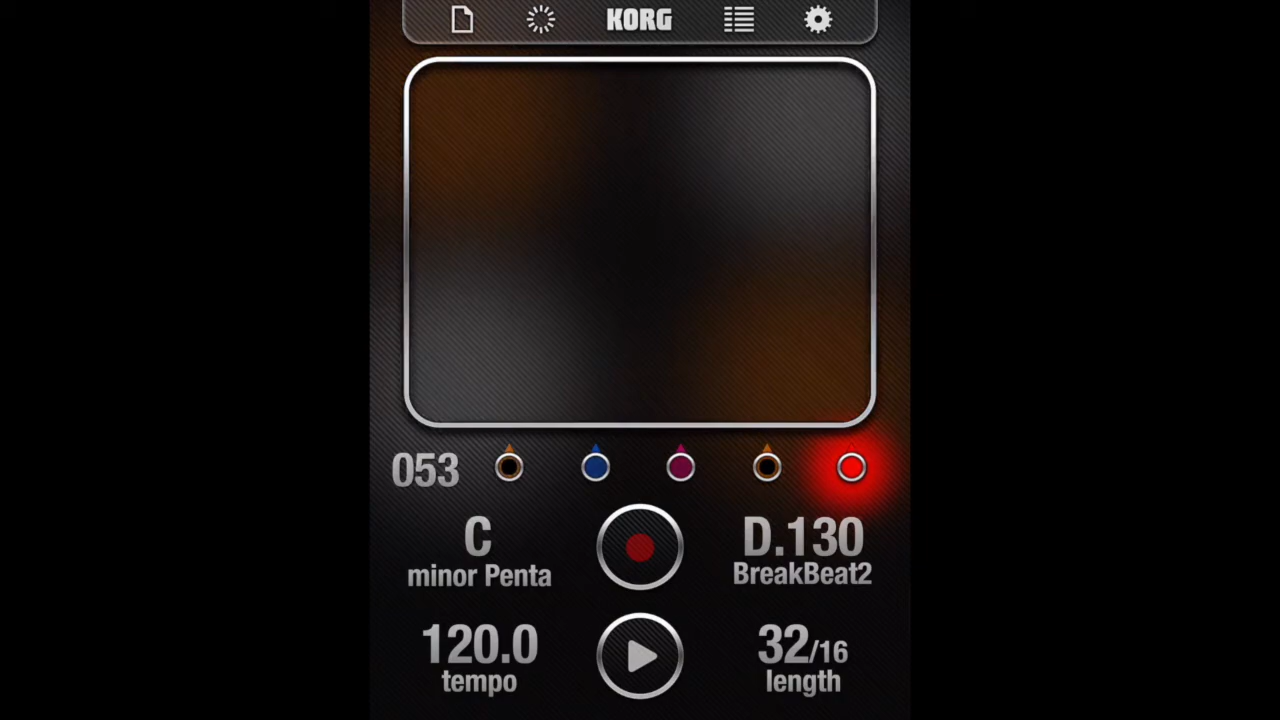 KORG
053
C
minor Penta
D.130
BreakBeat2
120.0
tempo
32/16
length